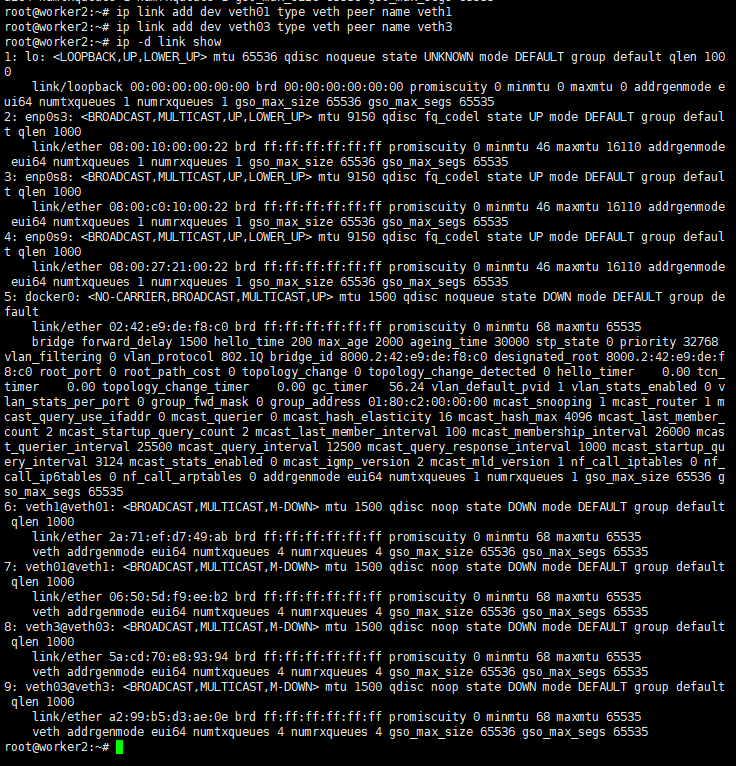 root@worker2:~# ip link add dev veth01 type veth peer name veth1
root@worker2:~# ip link add dev veth03 type veth peer name veth3
root@worker2:~# ip -d link show
1: lo: <LOOPBACK,UP,LOWER_UP> mtu 65536 qdisc noqueue state UNKNOWN mode DEFAULT group default qlen 100
0
    link/loopback 00:00:00:00:00:00 brd 00:00:00:00:00:00 promiscuity 0 minmtu 0 maxmtu 0 addrgenmode e
ui64 numtxqueues 1 numrxqueues 1 gso_max_size 65536 gso_max_segs 65535
2: enp0s3: <BROADCAST,MULTICAST,UP,LOWER_UP> mtu 9150 qdisc fq_codel state UP mode DEFAULT group defaul
t qlen 1000
    link/ether 08:00:10:00:00:22 brd ff:ff:ff:ff:ff:ff promiscuity 0 minmtu 46 maxmtu 16110 addrgenmode
 eui64 numtxqueues 1 numrxqueues 1 gso_max_size 65536 gso_max_segs 65535
3: enp0s8: <BROADCAST,MULTICAST,UP,LOWER_UP> mtu 9150 qdisc fq_codel state UP mode DEFAULT group defaul
t qlen 1000
    link/ether 08:00:c0:10:00:22 brd ff:ff:ff:ff:ff:ff promiscuity 0 minmtu 46 maxmtu 16110 addrgenmode
 eui64 numtxqueues 1 numrxqueues 1 gso_max_size 65536 gso_max_segs 65535
4: enp0s9: <BROADCAST,MULTICAST,UP,LOWER_UP> mtu 9150 qdisc fq_codel state UP mode DEFAULT group defaul
t qlen 1000
    link/ether 08:00:27:21:00:22 brd ff:ff:ff:ff:ff:ff promiscuity 0 minmtu 46 maxmtu 16110 addrgenmode
 eui64 numtxqueues 1 numrxqueues 1 gso_max_size 65536 gso_max_segs 65535
5: docker0: <NO-CARRIER,BROADCAST,MULTICAST,UP> mtu 1500 qdisc noqueue state DOWN mode DEFAULT group de
fault
    link/ether 02:42:e9:de:f8:c0 brd ff:ff:ff:ff:ff:ff promiscuity 0 minmtu 68 maxmtu 65535
    bridge forward_delay 1500 hello_time 200 max_age 2000 ageing_time 30000 stp_state 0 priority 32768
vlan_filtering 0 vlan_protocol 802.1Q bridge_id 8000.2:42:e9:de:f8:c0 designated_root 8000.2:42:e9:de:f
8:c0 root_port 0 root_path_cost 0 topology_change 0 topology_change_detected 0 hello_timer    0.00 tcn_
timer    0.00 topology_change_timer    0.00 gc_timer   56.24 vlan_default_pvid 1 vlan_stats_enabled 0 v
lan_stats_per_port 0 group_fwd_mask 0 group_address 01:80:c2:00:00:00 mcast_snooping 1 mcast_router 1 m
cast_query_use_ifaddr 0 mcast_querier 0 mcast_hash_elasticity 16 mcast_hash_max 4096 mcast_last_member_
count 2 mcast_startup_query_count 2 mcast_last_member_interval 100 mcast_membership_interval 26000 mcas
t_querier_interval 25500 mcast_query_interval 12500 mcast_query_response_interval 1000 mcast_startup_qu
ery_interval 3124 mcast_stats_enabled 0 mcast_igmp_version 2 mcast_mld_version 1 nf_call_iptables 0 nf_
call_ip6tables 0 nf_call_arptables 0 addrgenmode eui64 numtxqueues 1 numrxqueues 1 gso_max_size 65536 g
so_max_segs 65535
6: veth1@veth01: <BROADCAST,MULTICAST,M-DOWN> mtu 1500 qdisc noop state DOWN mode DEFAULT group default
 qlen 1000
    link/ether 2a:71:ef:d7:49:ab brd ff:ff:ff:ff:ff:ff promiscuity 0 minmtu 68 maxmtu 65535
    veth addrgenmode eui64 numtxqueues 4 numrxqueues 4 gso_max_size 65536 gso_max_segs 65535
7: veth01@veth1: <BROADCAST,MULTICAST,M-DOWN> mtu 1500 qdisc noop state DOWN mode DEFAULT group default
 qlen 1000
    link/ether 06:50:5d:f9:ee:b2 brd ff:ff:ff:ff:ff:ff promiscuity 0 minmtu 68 maxmtu 65535
    veth addrgenmode eui64 numtxqueues 4 numrxqueues 4 gso_max_size 65536 gso_max_segs 65535
8: veth3@veth03: <BROADCAST,MULTICAST,M-DOWN> mtu 1500 qdisc noop state DOWN mode DEFAULT group default
 qlen 1000
    link/ether 5a:cd:70:e8:93:94 brd ff:ff:ff:ff:ff:ff promiscuity 0 minmtu 68 maxmtu 65535
    veth addrgenmode eui64 numtxqueues 4 numrxqueues 4 gso_max_size 65536 gso_max_segs 65535
9: veth03@veth3: <BROADCAST,MULTICAST,M-DOWN> mtu 1500 qdisc noop state DOWN mode DEFAULT group default
 qlen 1000
    link/ether a2:99:b5:d3:ae:0e brd ff:ff:ff:ff:ff:ff promiscuity 0 minmtu 68 maxmtu 65535
    veth addrgenmode eui64 numtxqueues 4 numrxqueues 4 gso_max_size 65536 gso_max_segs 65535
root@worker2:~#